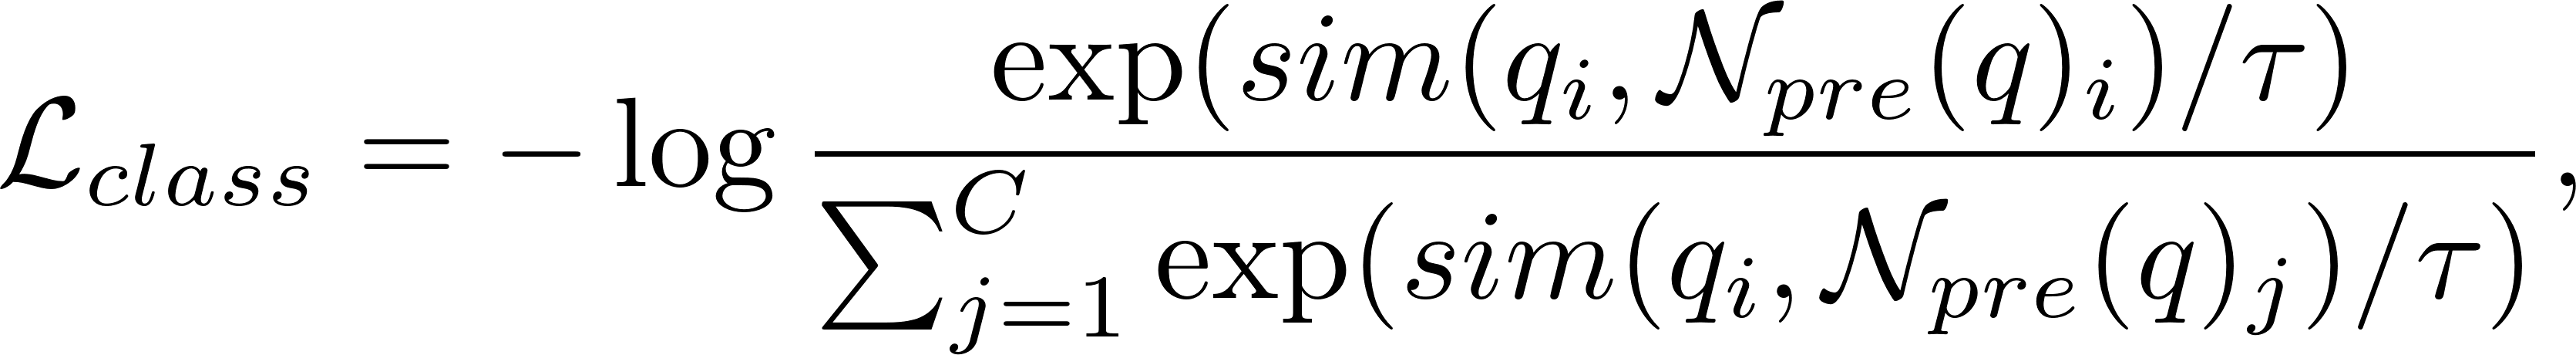 \mathcal{L}_{class} = -\log \frac{\exp(sim(q_i, \mathcal{N}_{pre}(q)_i)/\tau)}{\sum_{j=1}^{C} \exp(sim(q_i, \mathcal{N}_{pre}(q)_j)/\tau)},